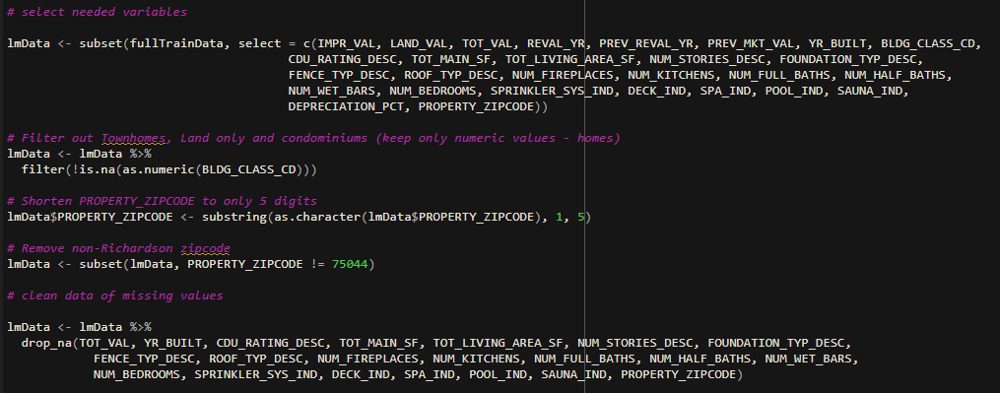 # select needed variables
lmData <- subset(fullTrainData, select = c(IMPR_VAL, LAND_VAL, TOT_VAL, REVAL_YR, PREV_REVAL_YR, PREV_MKT_VAL, YR_BUILT, BLDG_CLASS_CD,
CDU_RATING_DESC, TOT_MAIN_SF, TOT_LIVING_AREA_SF, NUM_STORIES_DESC, FOUNDATION_TYP_DESC,
FENCE_TYP_DESC, ROOF_TYP_DESC, NUM_FIREPLACES, NUM_KITCHENS, NUM_FULL_BATHS, NUM_HALF_BATHS,
NUM_WET_BARS, NUM_BEDROOMS, SPRINKLER_SYS_IND, DECK_IND, SPA_IND, POOL_IND, SAUNA_IND,
DEPRECIATION_PCT, PROPERTY_ZIPCODE))
# Filter out Townhomes, Land only and condominiums (keep only numeric values - homes)
lmData <- lmData %>%
filter(!is.na(as.numeric(BLDG_CLASS_CD)))
# Shorten PROPERTY_ZIPCODE to only 5 digits
lmData$PROPERTY_ZIPCODE <- substring(as.character(lmData$PROPERTY_ZIPCODE), 1, 5)
# Remove non-Richardson zipcode
lmData <- subset(lmData, PROPERTY_ZIPCODE != 75044)
# clean data of missing values
lmData <- lmData %>%
drop_na(TOT_VAL, YR_BUILT, CDU_RATING_DESC, TOT_MAIN_SF, TOT_LIVING_AREA_SF, NUM_STORIES_DESC, FOUNDATION_TYP_DESC,
FENCE_TYP_DESC, ROOF_TYP_DESC, NUM_FIREPLACES, NUM_KITCHENS, NUM_FULL_BATHS, NUM_HALF_BATHS, NUM_WET_BARS,
NUM_BEDROOMS, SPRINKLER_SYS_IND, DECK_IND, SPA_IND, POOL_IND, SAUNA_IND, PROPERTY_ZIPCODE)